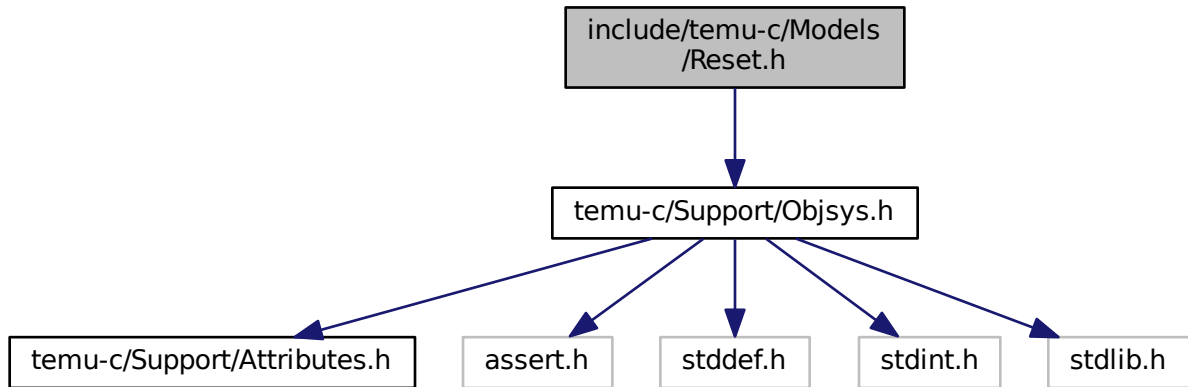 include/temu-c/Models
/Reset.h
temu-c/Support/Objsys.h
temu-c/Support/Attributes.h
assert.h
stddef.h
stdint.h
stdlib.h